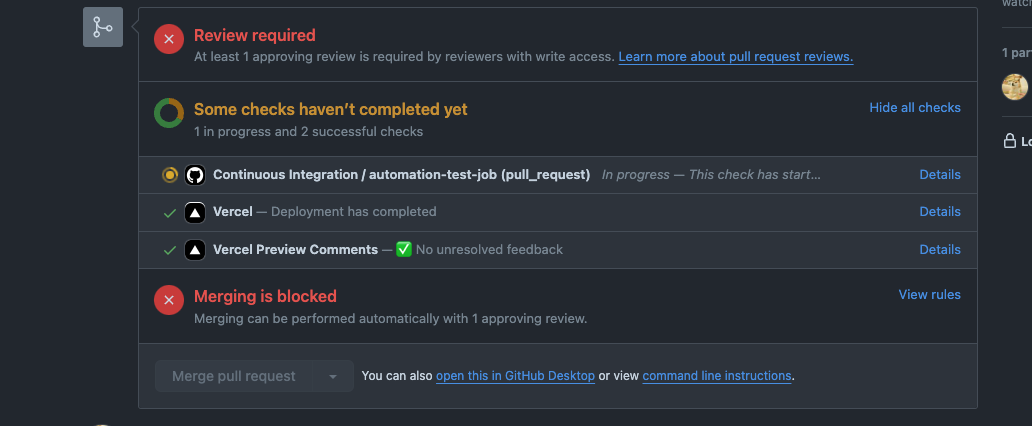 watch
Review required
At least 1 approving review is required by reviewers with write access. Learn more about pull request reviews.
1 par
Some checks haven’t completed yet
Hide all checks
1 in progress and 2 successful checks
Lo
Continuous Integration / automation-test-job (pull_request) In progress — This check has start...
Details
Vercel — Deployment has completed
Details
Vercel Preview Comments — ✅ No unresolved feedback
Details
Merging is blocked
View rules
Merging can be performed automatically with 1 approving review.
Merge pull request
You can also open this in GitHub Desktop or view command line instructions.